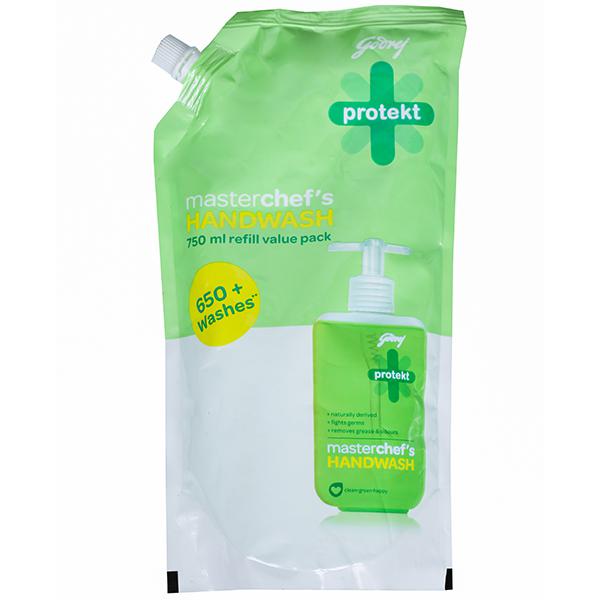 Godrej
protekt
masterchef's
HANDWASH
750 ml refill value pack
650 +
Washes**
Godrej
protekt
+ naturally derived
+ fights germs
+ removes grease & odours
masterchef's
HANDWASH
clean•green•happy